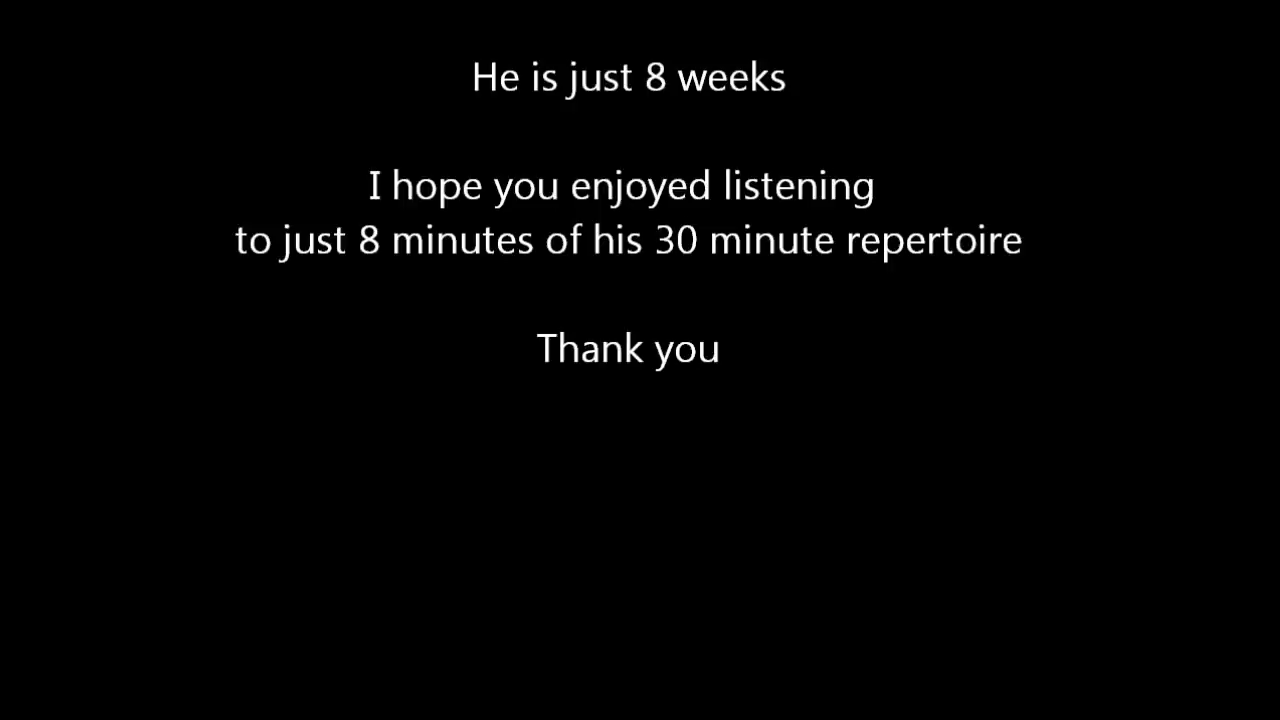 He is just 8 weeks
I hope you enjoyed listening
to just 8 minutes of his 30 minute repertoire
Thank you